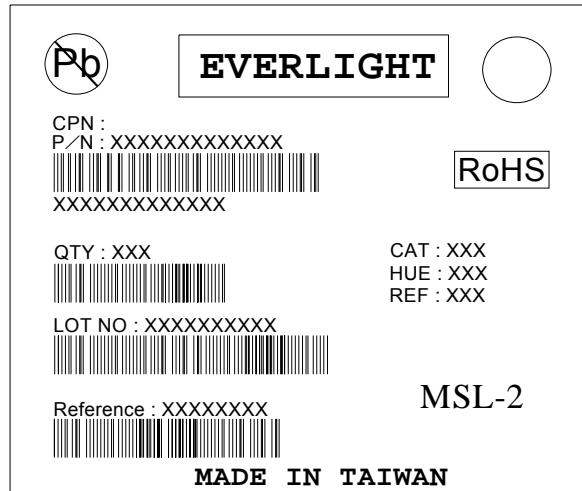 Pb
EVERLIGHT
CPN :
P/N : XXXXXXXXXXXXX
RoHS
XXXXXXXXXXXXX
QTY : XXX
CAT : XXX
HUE : XXX
REF : XXX
LOT NO : XXXXXXXXXX
MSL-2
Reference : XXXXXXXX
MADE IN TAIWAN